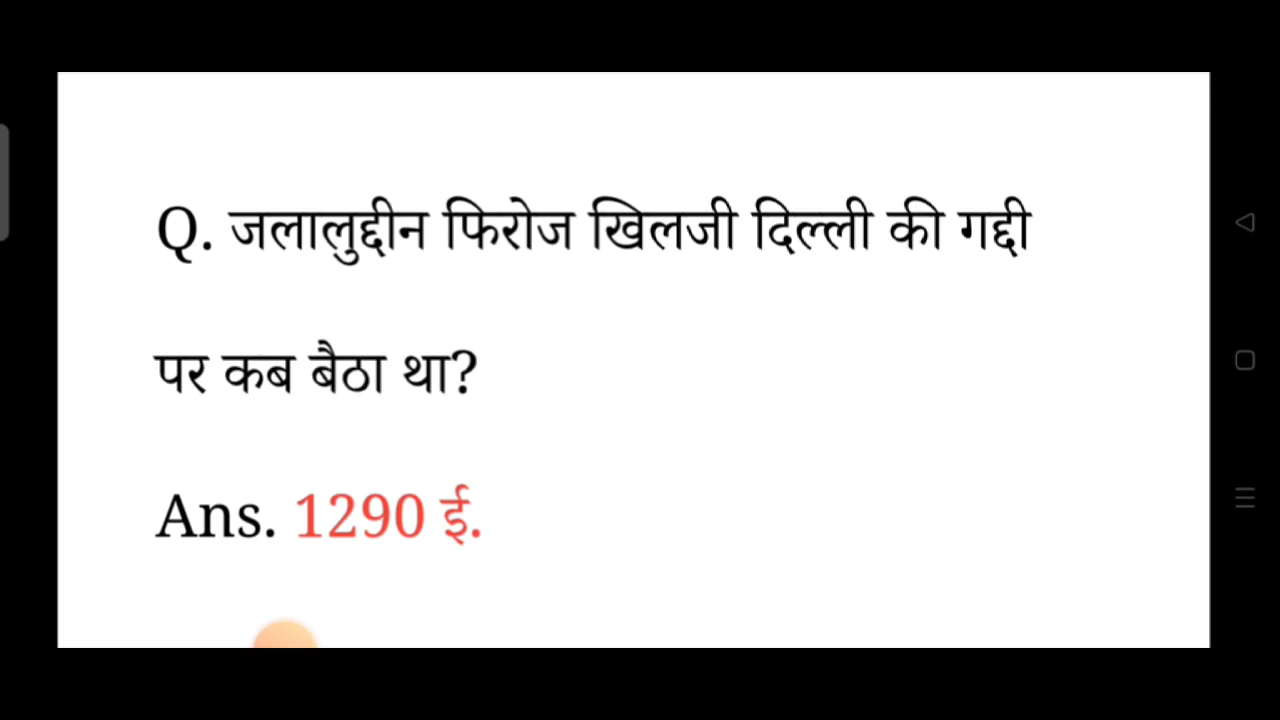 Q. जलालुद्दीन फिरोज खिलजी दिल्ली की गद्दी
पर कब बैठा था?
Ans. 1290 ई.